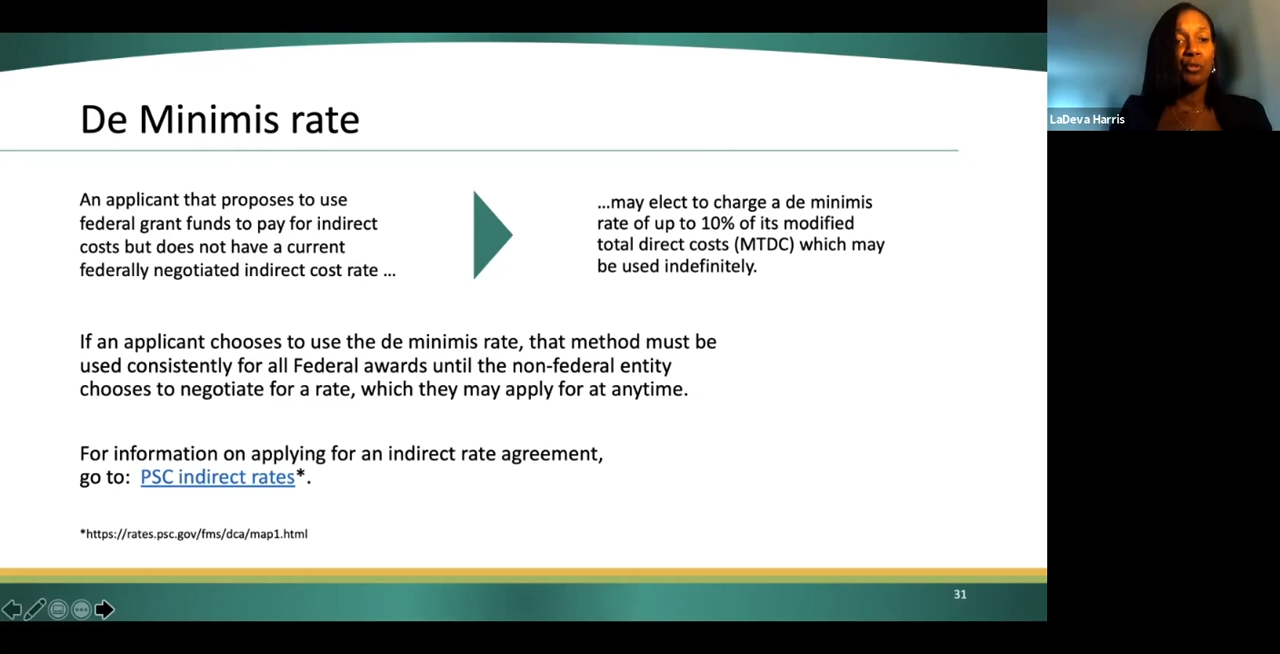 De Minimis rate
An applicant that proposes to use
federal grant funds to pay for indirect
costs but does not have a current
federally negotiated indirect cost rate ...
...may elect to charge a de minimis
rate of up to 10% of its modified
total direct costs (MTDC) which may
be used indefinitely.
If an applicant chooses to use the de minimis rate, that method must be
used consistently for all Federal awards until the non-federal entity
chooses to negotiate for a rate, which they may apply for at anytime.
For information on applying for an indirect rate agreement,
go to: PSC indirect rates*.
*https://rates.psc.gov/fms/dca/map1.html
31
LaDeva Harris